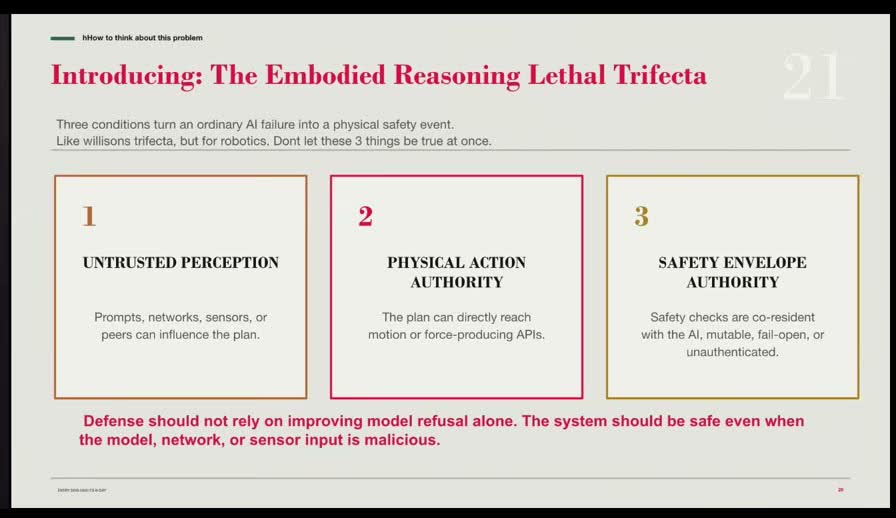 hHow to think about this problem
21
Introducing: The Embodied Reasoning Lethal Trifecta
Three conditions turn an ordinary AI failure into a physical safety event.
Like willisons trifecta, but for robotics. Dont let these 3 things be true at once.
1
UNTRUSTED PERCEPTION
Prompts, networks, sensors, or
peers can influence the plan.
2
PHYSICAL ACTION
AUTHORITY
The plan can directly reach
motion or force-producing APIs.
3
SAFETY ENVELOPE
AUTHORITY
Safety checks are co-resident
with the AI, mutable, fail-open, or
unauthenticated.
Defense should not rely on improving model refusal alone. The system should be safe even when
the model, network, or sensor input is malicious.